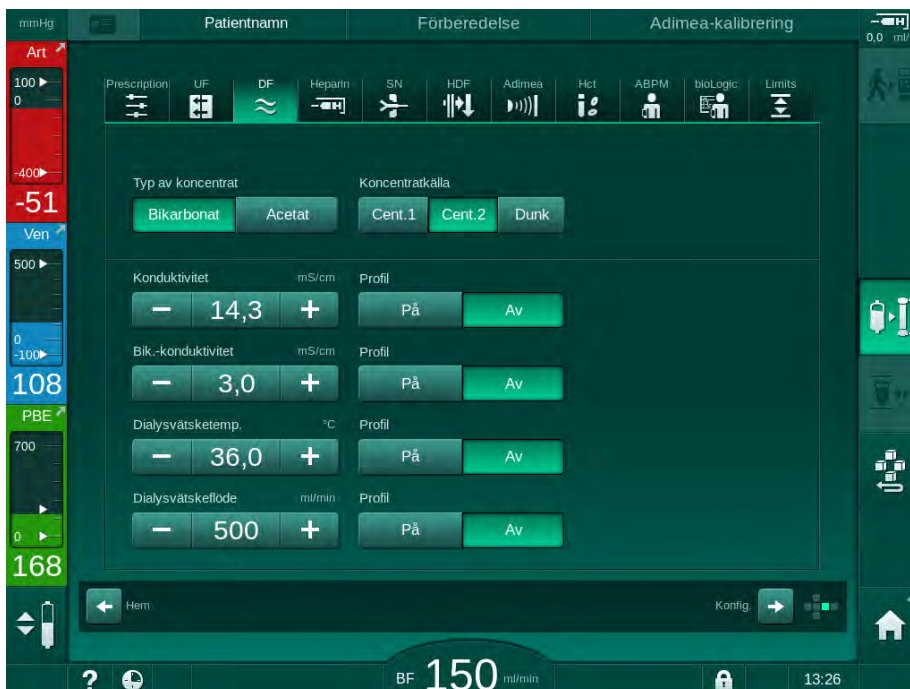 mmHg Patientnamn Förberedelse Adimea-kalibrering
0,0 ml/
Art
100
0
-400
-51
Ven
500
0
-100
108
PBE
700
0
168
Prescription UF DF Heparin SN HDF Adimea Hct ABPM bioLogic Limits
Typ av koncentrat Koncentratkälla
Bikarbonat Acetat Cent.1 Cent.2 Dunk
Konduktivitet mS/cm Profil
− 14,3 + På Av
Bik.-konduktivitet mS/cm Profil
− 3,0 + På Av
Dialysvätsketemp. °C Profil
− 36,0 + På Av
Dialysvätskeflöde ml/min Profil
− 500 + På Av
Hem Konfig.
? BF 150 ml/min 13:26